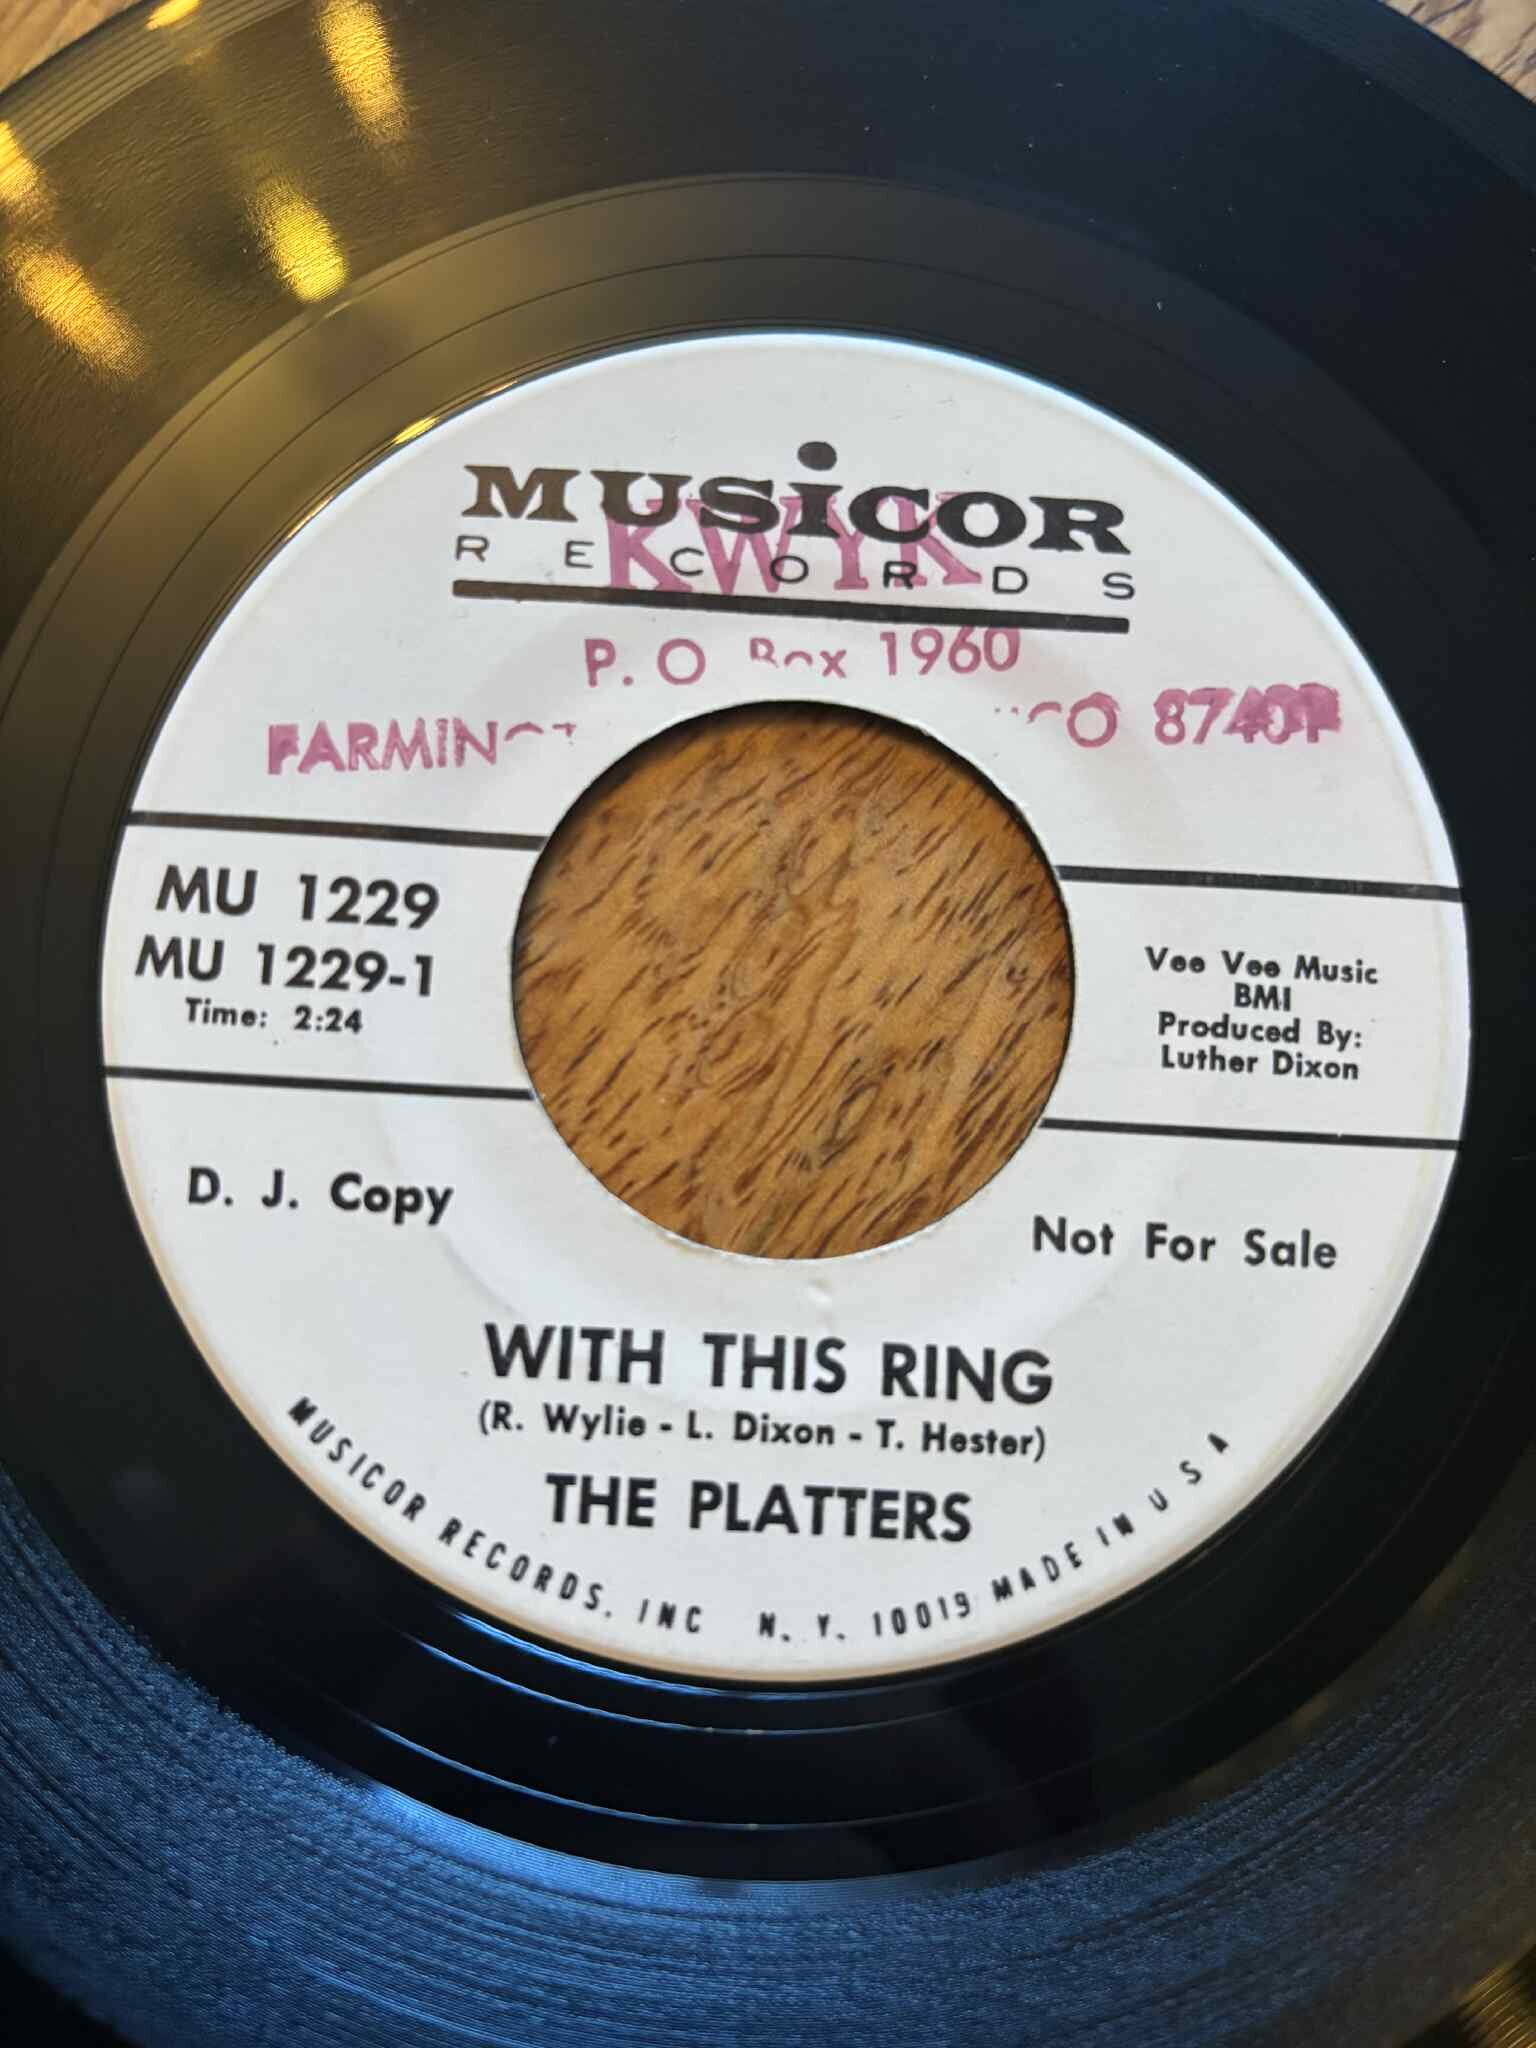 MUSICOR
RECORDS
KWYK
P. O Box 1960
87401
MU 1229
MU 1229-1
Time: 2:24
Vee Vee Music
BMI
Produced By:
Luther Dixon
D. J. Copy
Not For Sale
WITH THIS RING
(R. Wylie - L. Dixon - T. Hester)
THE PLATTERS
MUSICOR RECORDS, INC N. Y. 10019 MADE IN U S A